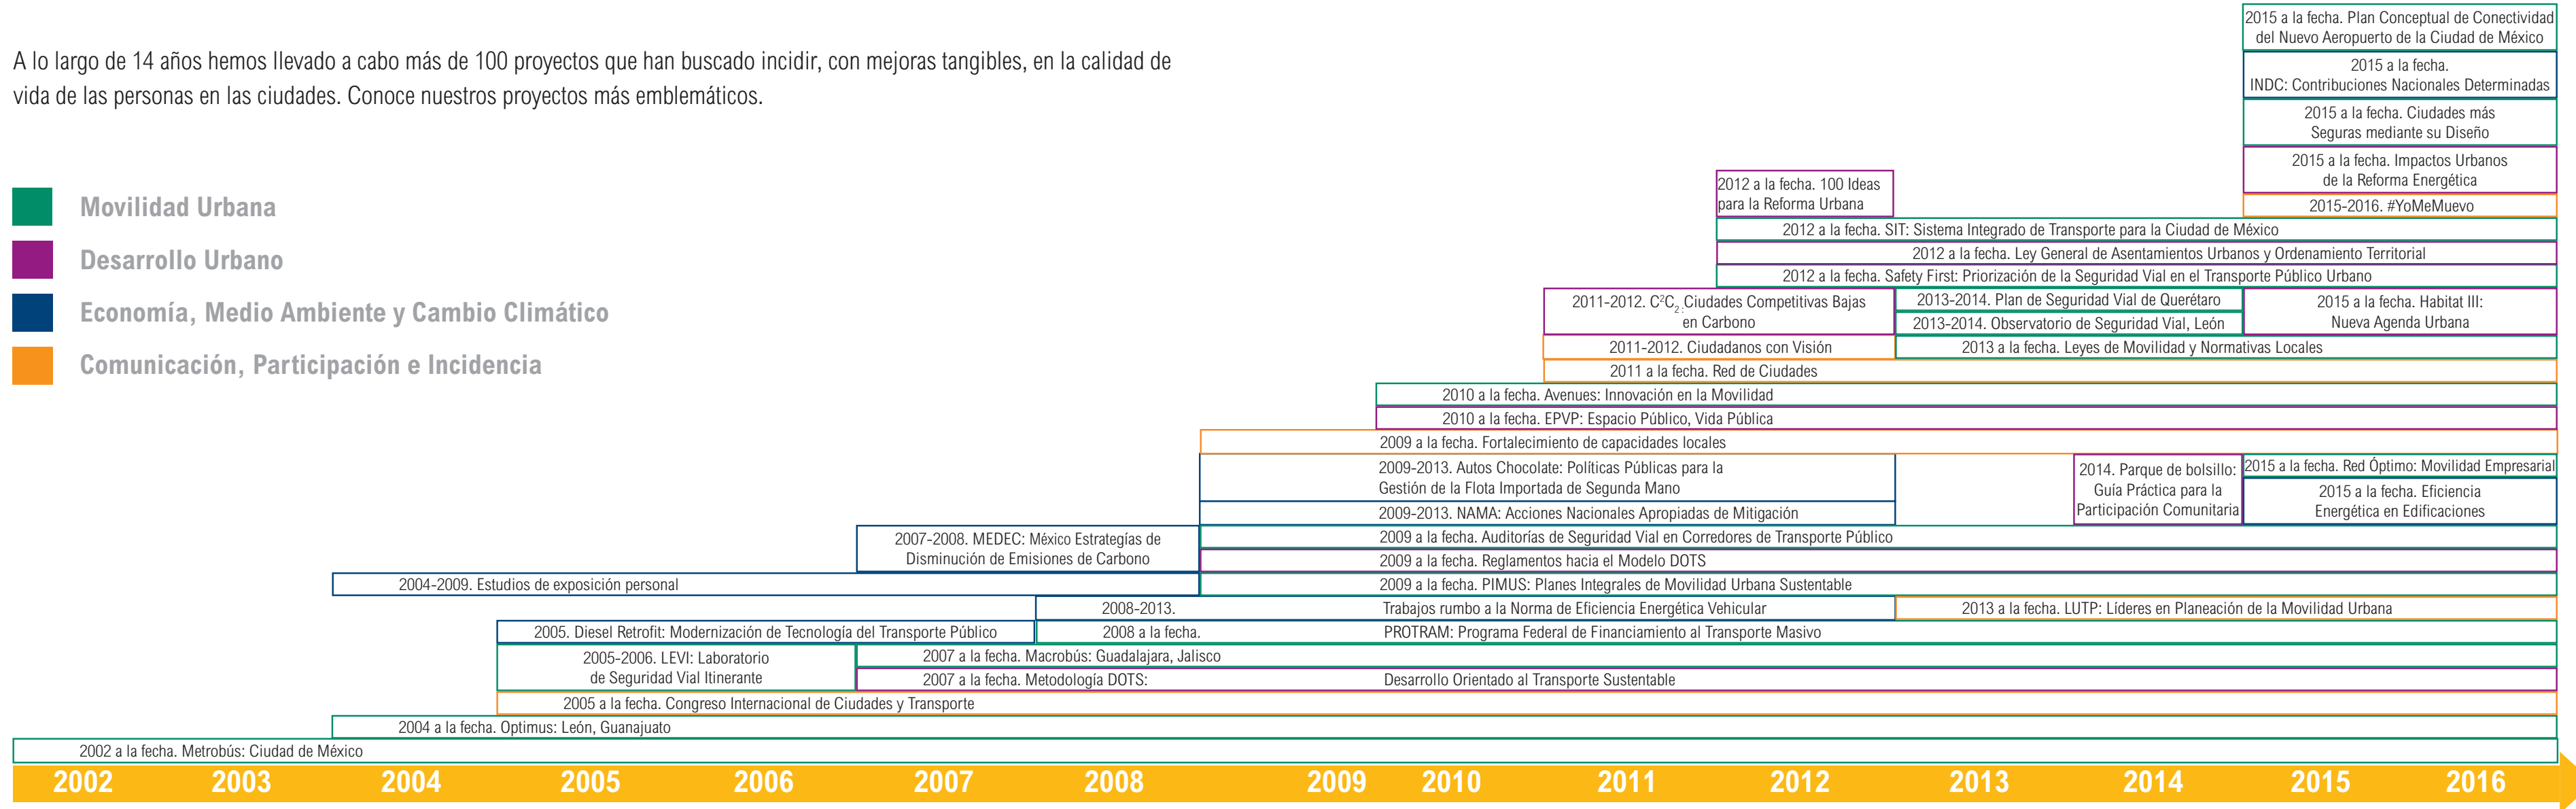 A lo largo de 14 años hemos llevado a cabo más de 100 proyectos que han buscado incidir, con mejoras tangibles, en la calidad de
vida de las personas en las ciudades. Conoce nuestros proyectos más emblemáticos.
Movilidad Urbana
Desarrollo Urbano
Economía, Medio Ambiente y Cambio Climático
Comunicación, Participación e Incidencia
2015 a la fecha. Plan Conceptual de Conectividad
del Nuevo Aeropuerto de la Ciudad de México
2015 a la fecha.
INDC: Contribuciones Nacionales Determinadas
2015 a la fecha. Ciudades más
Seguras mediante su Diseño
2015 a la fecha. Impactos Urbanos
de la Reforma Energética
2012 a la fecha. 100 Ideas
para la Reforma Urbana
2015-2016. #YoMeMuevo
2012 a la fecha. SIT: Sistema Integrado de Transporte para la Ciudad de México
2012 a la fecha. Ley General de Asentamientos Urbanos y Ordenamiento Territorial
2012 a la fecha. Safety First: Priorización de la Seguridad Vial en el Transporte Público Urbano
2011-2012. C²C₂: Ciudades Competitivas Bajas
en Carbono
2013-2014. Plan de Seguridad Vial de Querétaro
2013-2014. Observatorio de Seguridad Vial, León
2015 a la fecha. Habitat III:
Nueva Agenda Urbana
2011-2012. Ciudadanos con Visión
2013 a la fecha. Leyes de Movilidad y Normativas Locales
2011 a la fecha. Red de Ciudades
2010 a la fecha. Avenues: Innovación en la Movilidad
2010 a la fecha. EPVP: Espacio Público, Vida Pública
2009 a la fecha. Fortalecimiento de capacidades locales
2009-2013. Autos Chocolate: Políticas Públicas para la
Gestión de la Flota Importada de Segunda Mano
2014. Parque de bolsillo:
Guía Práctica para la
Participación Comunitaria
2015 a la fecha. Red Óptimo: Movilidad Empresarial
2015 a la fecha. Eficiencia
Energética en Edificaciones
2009-2013. NAMA: Acciones Nacionales Apropiadas de Mitigación
2007-2008. MEDEC: México Estrategías de
Disminución de Emisiones de Carbono
2009 a la fecha. Auditorías de Seguridad Vial en Corredores de Transporte Público
2009 a la fecha. Reglamentos hacia el Modelo DOTS
2004-2009. Estudios de exposición personal
2009 a la fecha. PIMUS: Planes Integrales de Movilidad Urbana Sustentable
2008-2013. Trabajos rumbo a la Norma de Eficiencia Energética Vehicular
2013 a la fecha. LUTP: Líderes en Planeación de la Movilidad Urbana
2005. Diesel Retrofit: Modernización de Tecnología del Transporte Público
2008 a la fecha. PROTRAM: Programa Federal de Financiamiento al Transporte Masivo
2005-2006. LEVI: Laboratorio
de Seguridad Vial Itinerante
2007 a la fecha. Macrobús: Guadalajara, Jalisco
2007 a la fecha. Metodología DOTS: Desarrollo Orientado al Transporte Sustentable
2005 a la fecha. Congreso Internacional de Ciudades y Transporte
2004 a la fecha. Optimus: León, Guanajuato
2002 a la fecha. Metrobús: Ciudad de México
2002 2003 2004 2005 2006 2007 2008 2009 2010 2011 2012 2013 2014 2015 2016